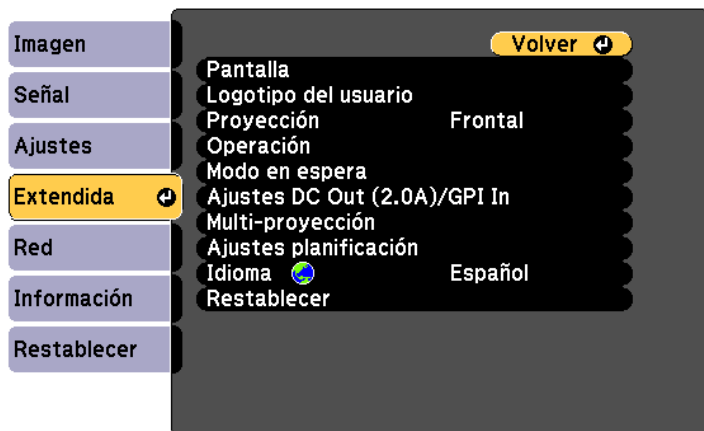 Imagen
Señal
Ajustes
Extendida
Red
Información
Restablecer
Volver
Pantalla
Logotipo del usuario
Proyección Frontal
Operación
Modo en espera
Ajustes DC Out (2.0A)/GPI In
Multi-proyección
Ajustes planificación
Idioma Español
Restablecer